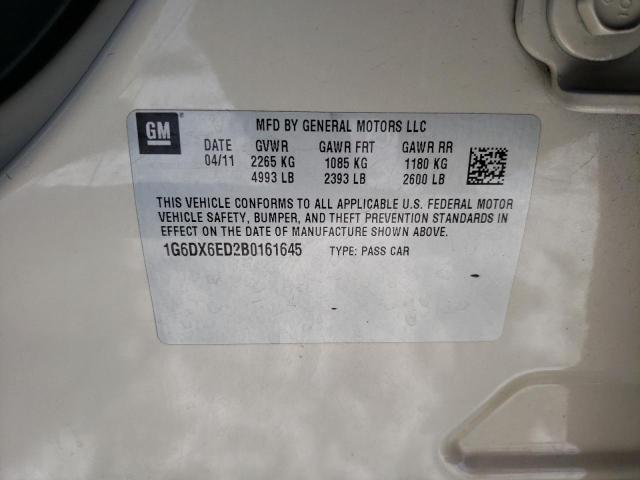 GM
MFD BY GENERAL MOTORS LLC
DATE GVWR GAWR FRT GAWR RR
04/11 2265 KG 1085 KG 1180 KG
4993 LB 2393 LB 2600 LB
THIS VEHICLE CONFORMS TO ALL APPLICABLE U.S. FEDERAL MOTOR
VEHICLE SAFETY, BUMPER, AND THEFT PREVENTION STANDARDS IN
EFFECT ON THE DATE OF MANUFACTURE SHOWN ABOVE.
1G6DX6ED2B0161645 TYPE: PASS CAR